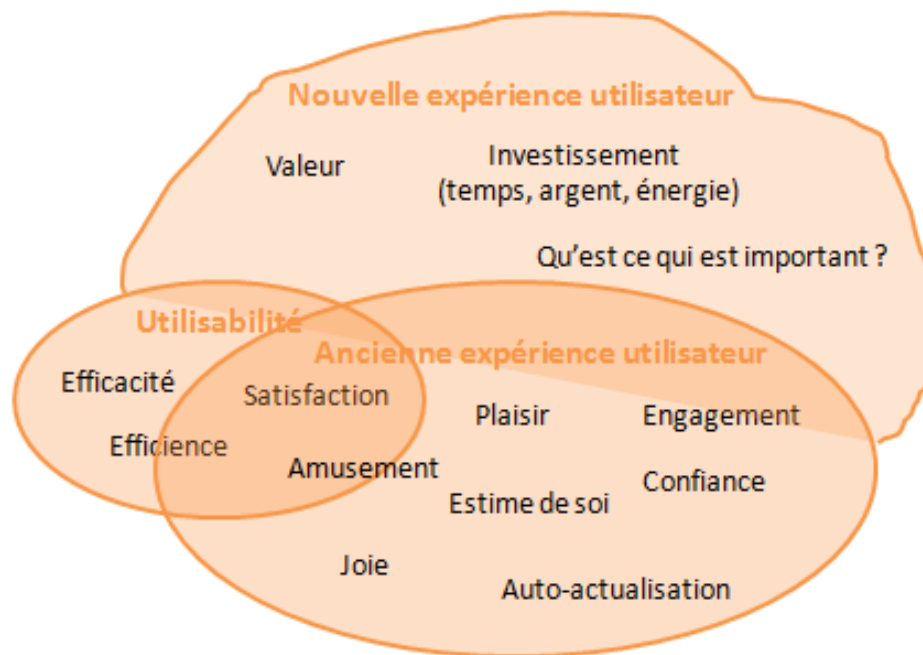 Nouvelle expérience utilisateur
Valeur
Investissement
(temps, argent, énergie)
Qu'est ce qui est important ?
Utilisabilité
Ancienne expérience utilisateur
Efficacité
Satisfaction
Plaisir
Engagement
Efficience
Amusement
Confiance
Estime de soi
Joie
Auto-actualisation